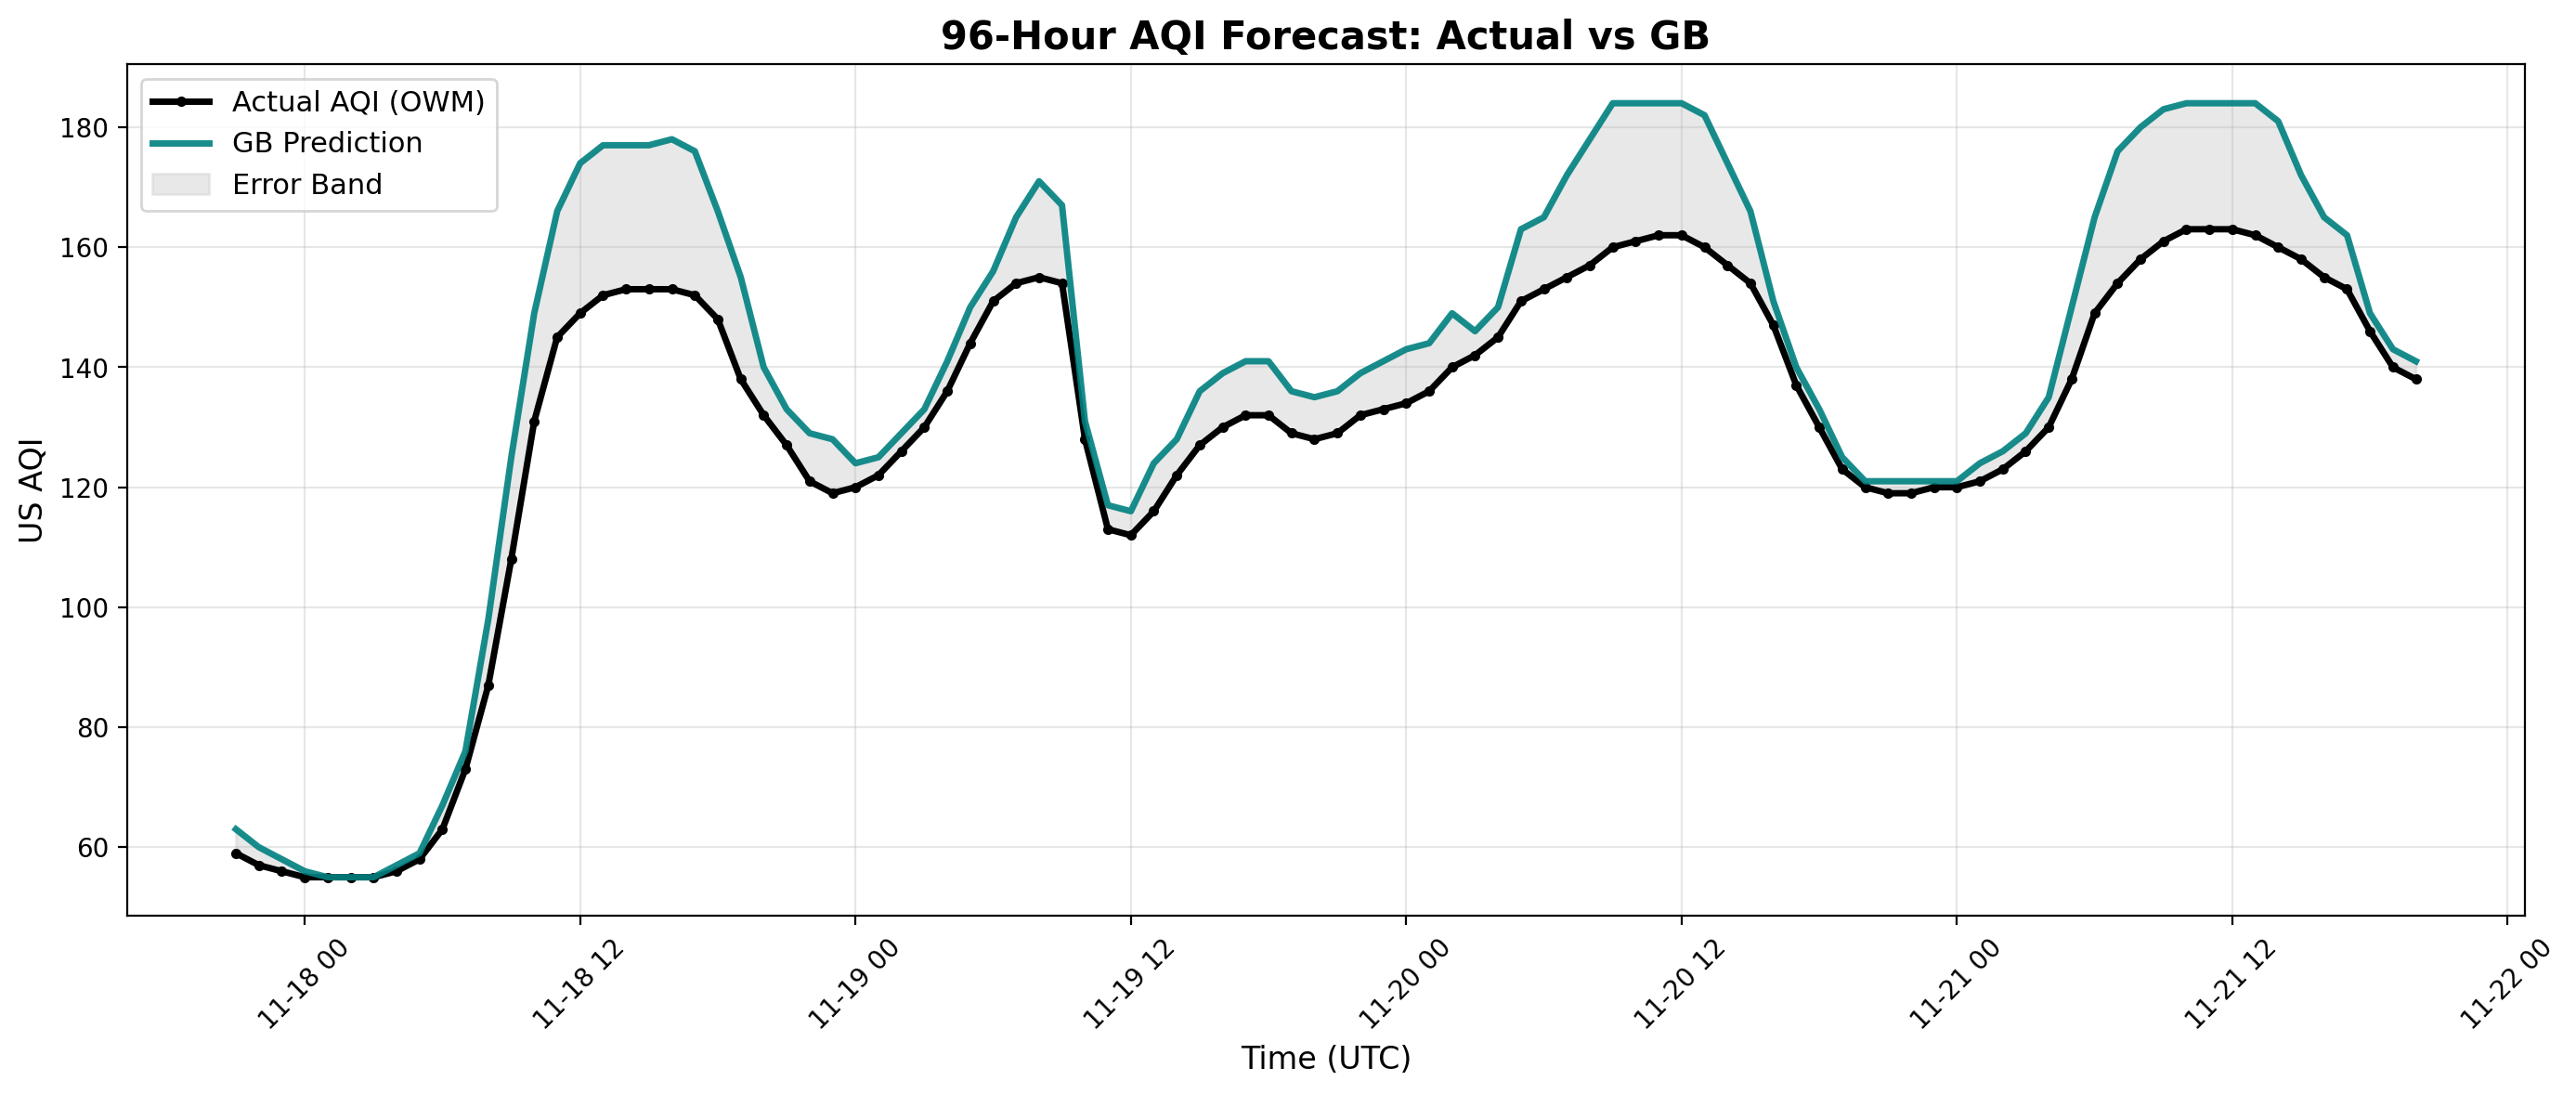 96-Hour AQI Forecast: Actual vs GB
Actual AQI (OWM)
GB Prediction
Error Band
US AQI
180
160
140
120
100
80
60
11-18 00
11-18 12
11-19 00
11-19 12
11-20 00
11-20 12
11-21 00
11-21 12
11-22 00
Time (UTC)